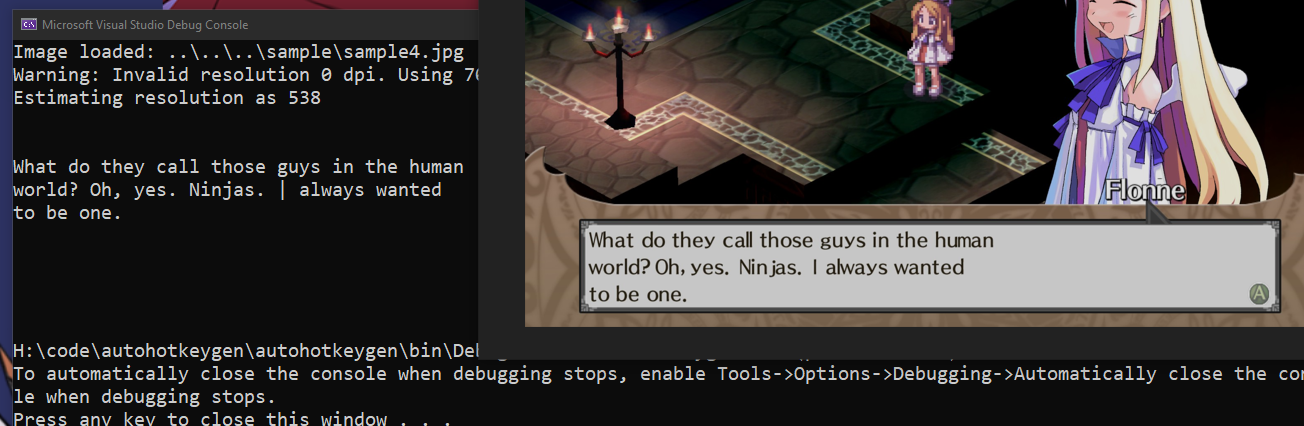 Microsoft Visual Studio Debug Console
Image loaded: ..\..\..\sample\sample4.jpg
Warning: Invalid resolution 0 dpi. Using
Estimating resolution as 538
What do they call those guys in the human
world? Oh, yes. Ninjas. | always wanted
to be one.
H:\code\autohotkeygen\autohotkeygen\bin\
To automatically close the console when debugging stops, enable Tools->Options->Debugging->Automatically close the con
le when debugging stops.
Press any key to close this window . . .
Flonne
What do they call those guys in the human
world? Oh, yes. Ninjas. I always wanted
to be one.
A